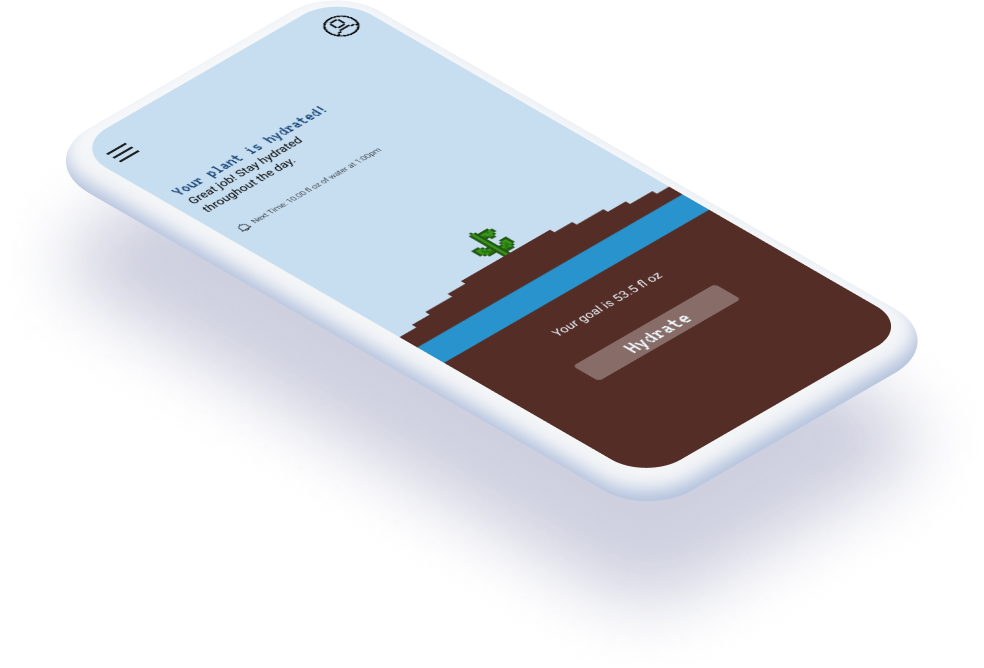 Your plant is hydrated!
Great job! Stay hydrated
throughout the day.
Next Time: 10.00 fl oz of water at 1:00pm
Your goal is 53.5 fl oz
Hydrate